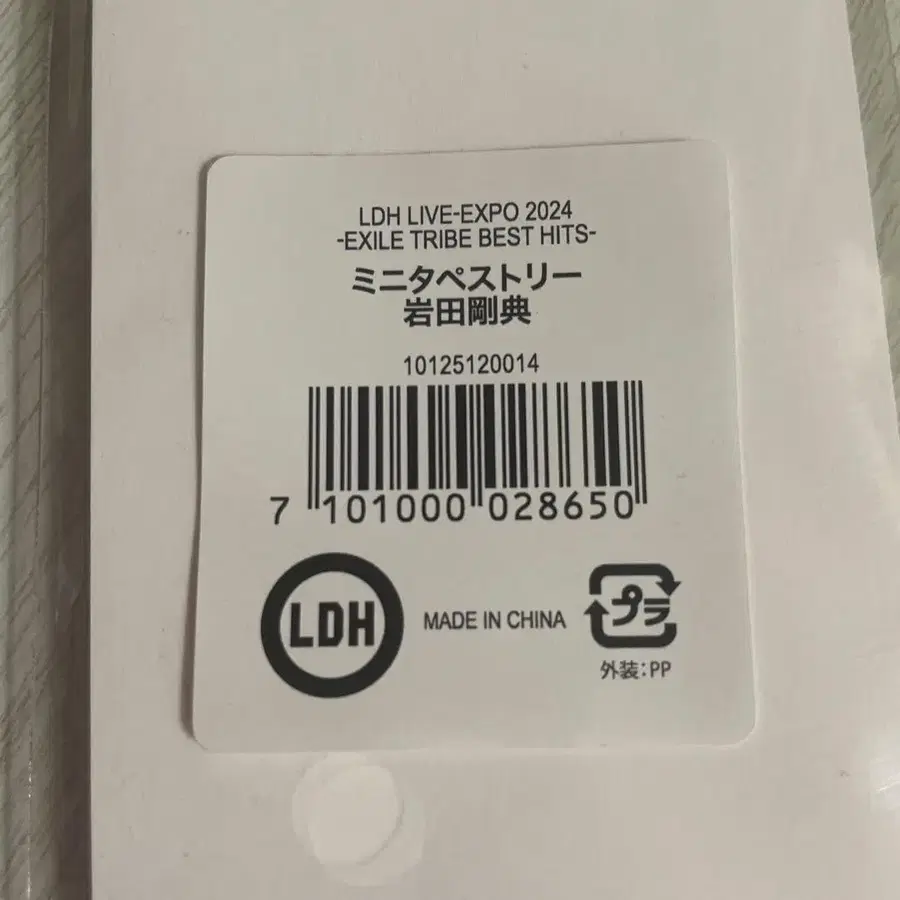 LDH LIVE-EXPO 2024
-EXILE TRIBE BEST HITS-
ミニタペストリー
岩田剛典
10125120014
7 101000 028650
LDH
MADE IN CHINA
プラ
外装:PP